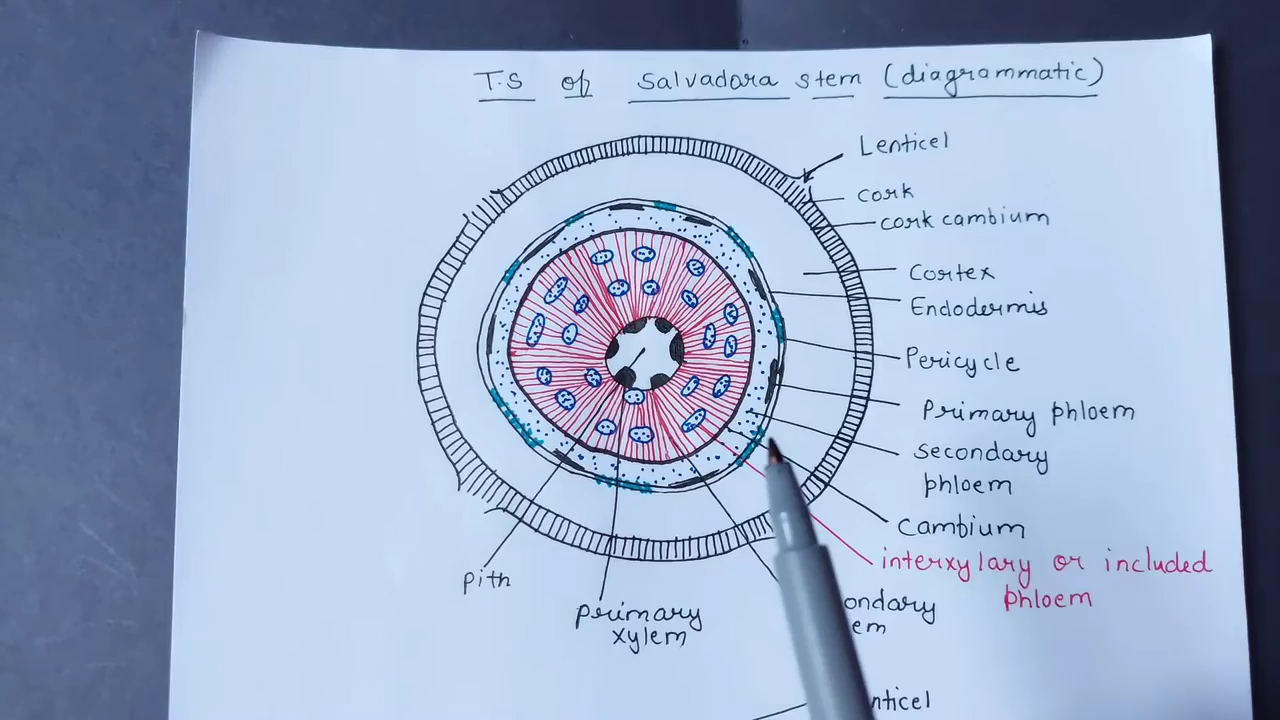 T.S of Salvadora stem (diagrammatic)
Lenticel
cork
cork cambium
Cortex
Endodermis
Pericycle
Primary phloem
secondary
phloem
Cambium
interxylary or included
phloem
pith
primary
xylem